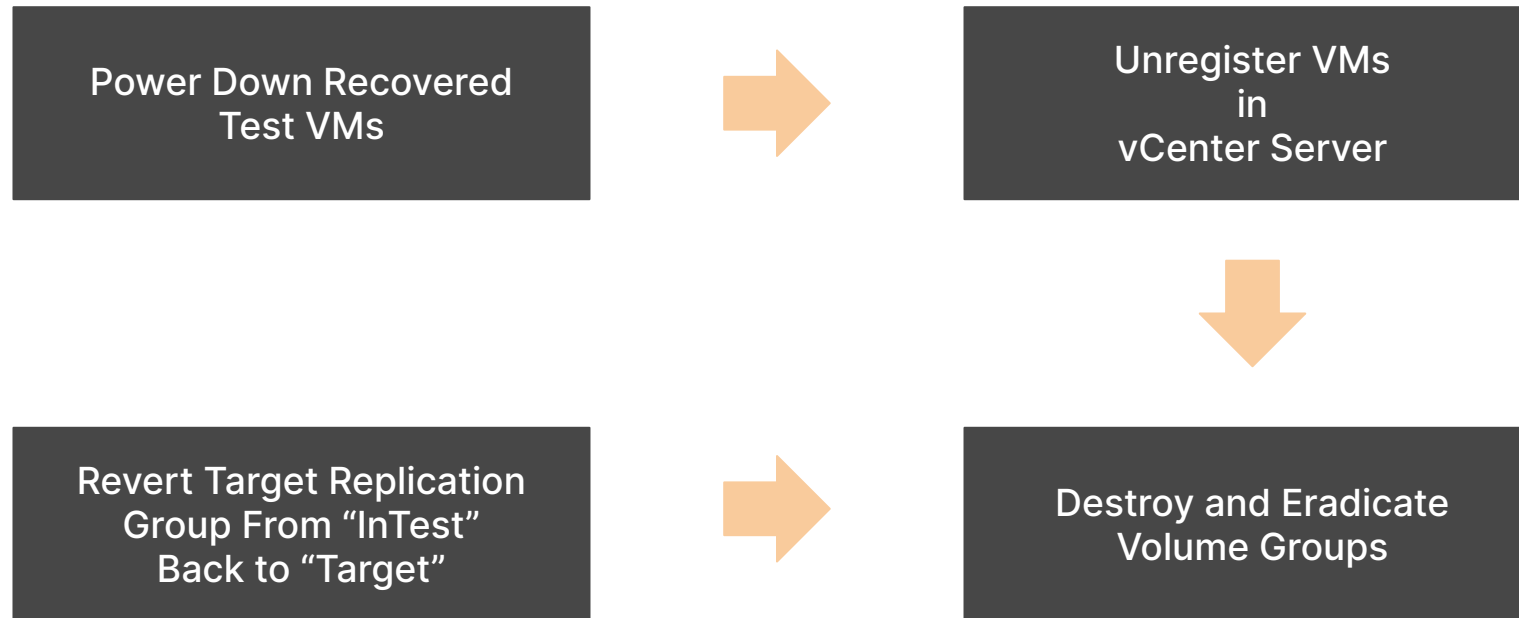 Power Down Recovered
Test VMs
Unregister VMs
in
vCenter Server
Revert Target Replication
Group From “InTest”
Back to “Target”
Destroy and Eradicate
Volume Groups